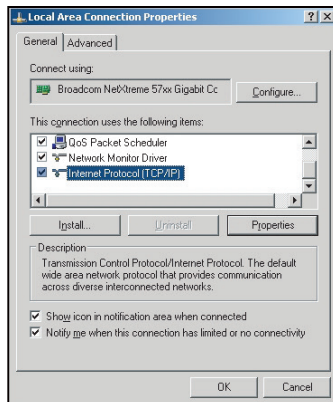 Local Area Connection Properties
General Advanced
Connect using:
Broadcom NetXtreme 57xx Gigabit Cc
Configure...
This connection uses the following items:
QoS Packet Scheduler
Network Monitor Driver
Internet Protocol (TCP/IP)
Install... Uninstall Properties
Description
Transmission Control Protocol/Internet Protocol. The default
wide area network protocol that provides communication
across diverse interconnected networks.
Show icon in notification area when connected
Notify me when this connection has limited or no connectivity
OK Cancel